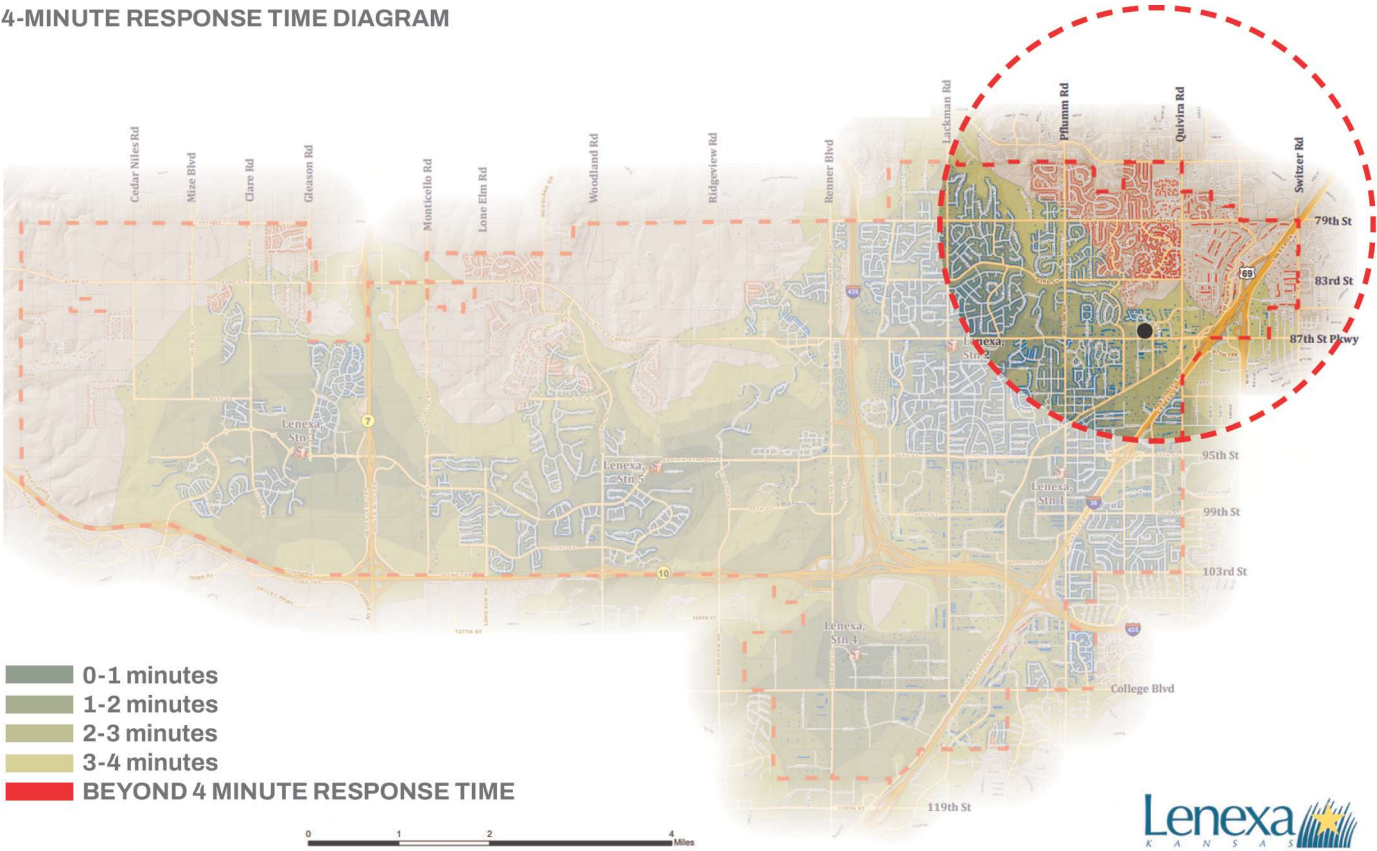 4-MINUTE RESPONSE TIME DIAGRAM
Cedar Niles Rd
Mize Blvd
Clare Rd
Gleason Rd
Monticello Rd
Lone Elm Rd
Woodland Rd
Ridgeview Rd
Renner Blvd
Lackman Rd
Pflumm Rd
Quivira Rd
Switzer Rd
79th St
69
83rd St
435
87th St Pkwy
Lenexa,
Stn 2
7
Lenexa,
Stn 3
Lenexa,
Stn 5
95th St
Lenexa,
Stn 1
99th St
103rd St
10
Lenexa,
Stn 4
435
College Blvd
119th St
0-1 minutes
1-2 minutes
2-3 minutes
3-4 minutes
BEYOND 4 MINUTE RESPONSE TIME
0 1 2 4
Miles
Lenexa
KANSAS